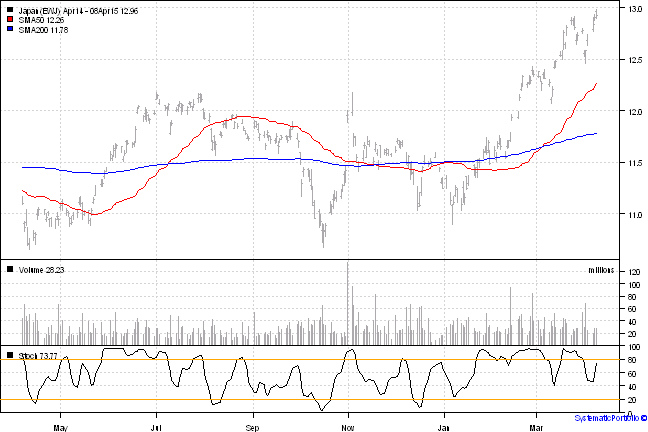 Japan (EWJ) Apr14 - 08Apr15 12.96
SMA50 12.26
SMA200 11.78
13.0
12.5
12.0
11.5
11.0
Volume 28.23
millions
120
100
80
60
40
20
Stoch 73.77
100
80
60
40
20
0
May Jul Sep Nov Jan Mar
SystematicPortfolio ©